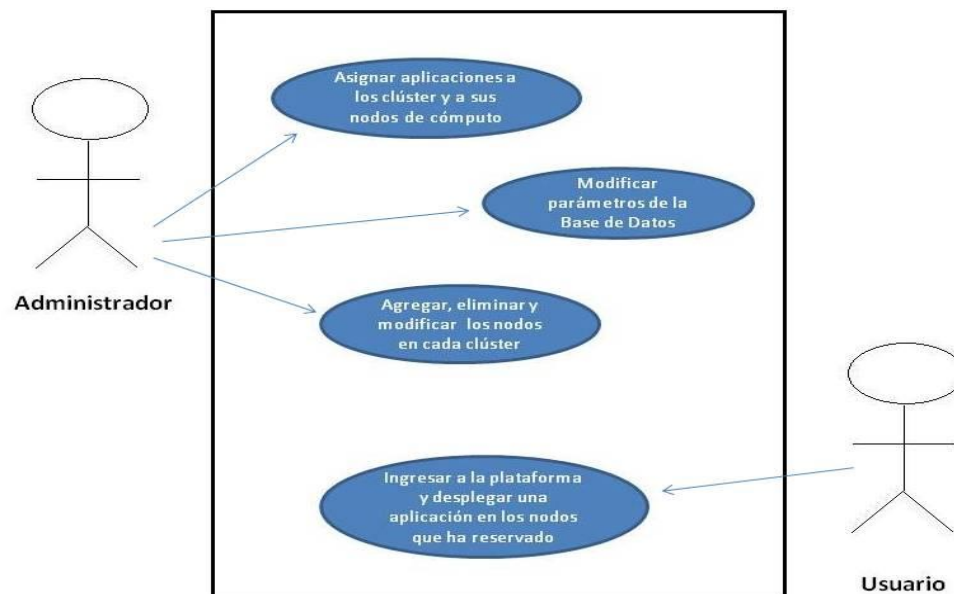 Asignar aplicaciones a
los clúster y a sus
nodos de cómputo
Modificar
parámetros de la
Base de Datos
Administrador
Agregar, eliminar y
modificar los nodos
en cada clúster
Ingresar a la plataforma
y desplegar una
aplicación en los nodos
que ha reservado
Usuario